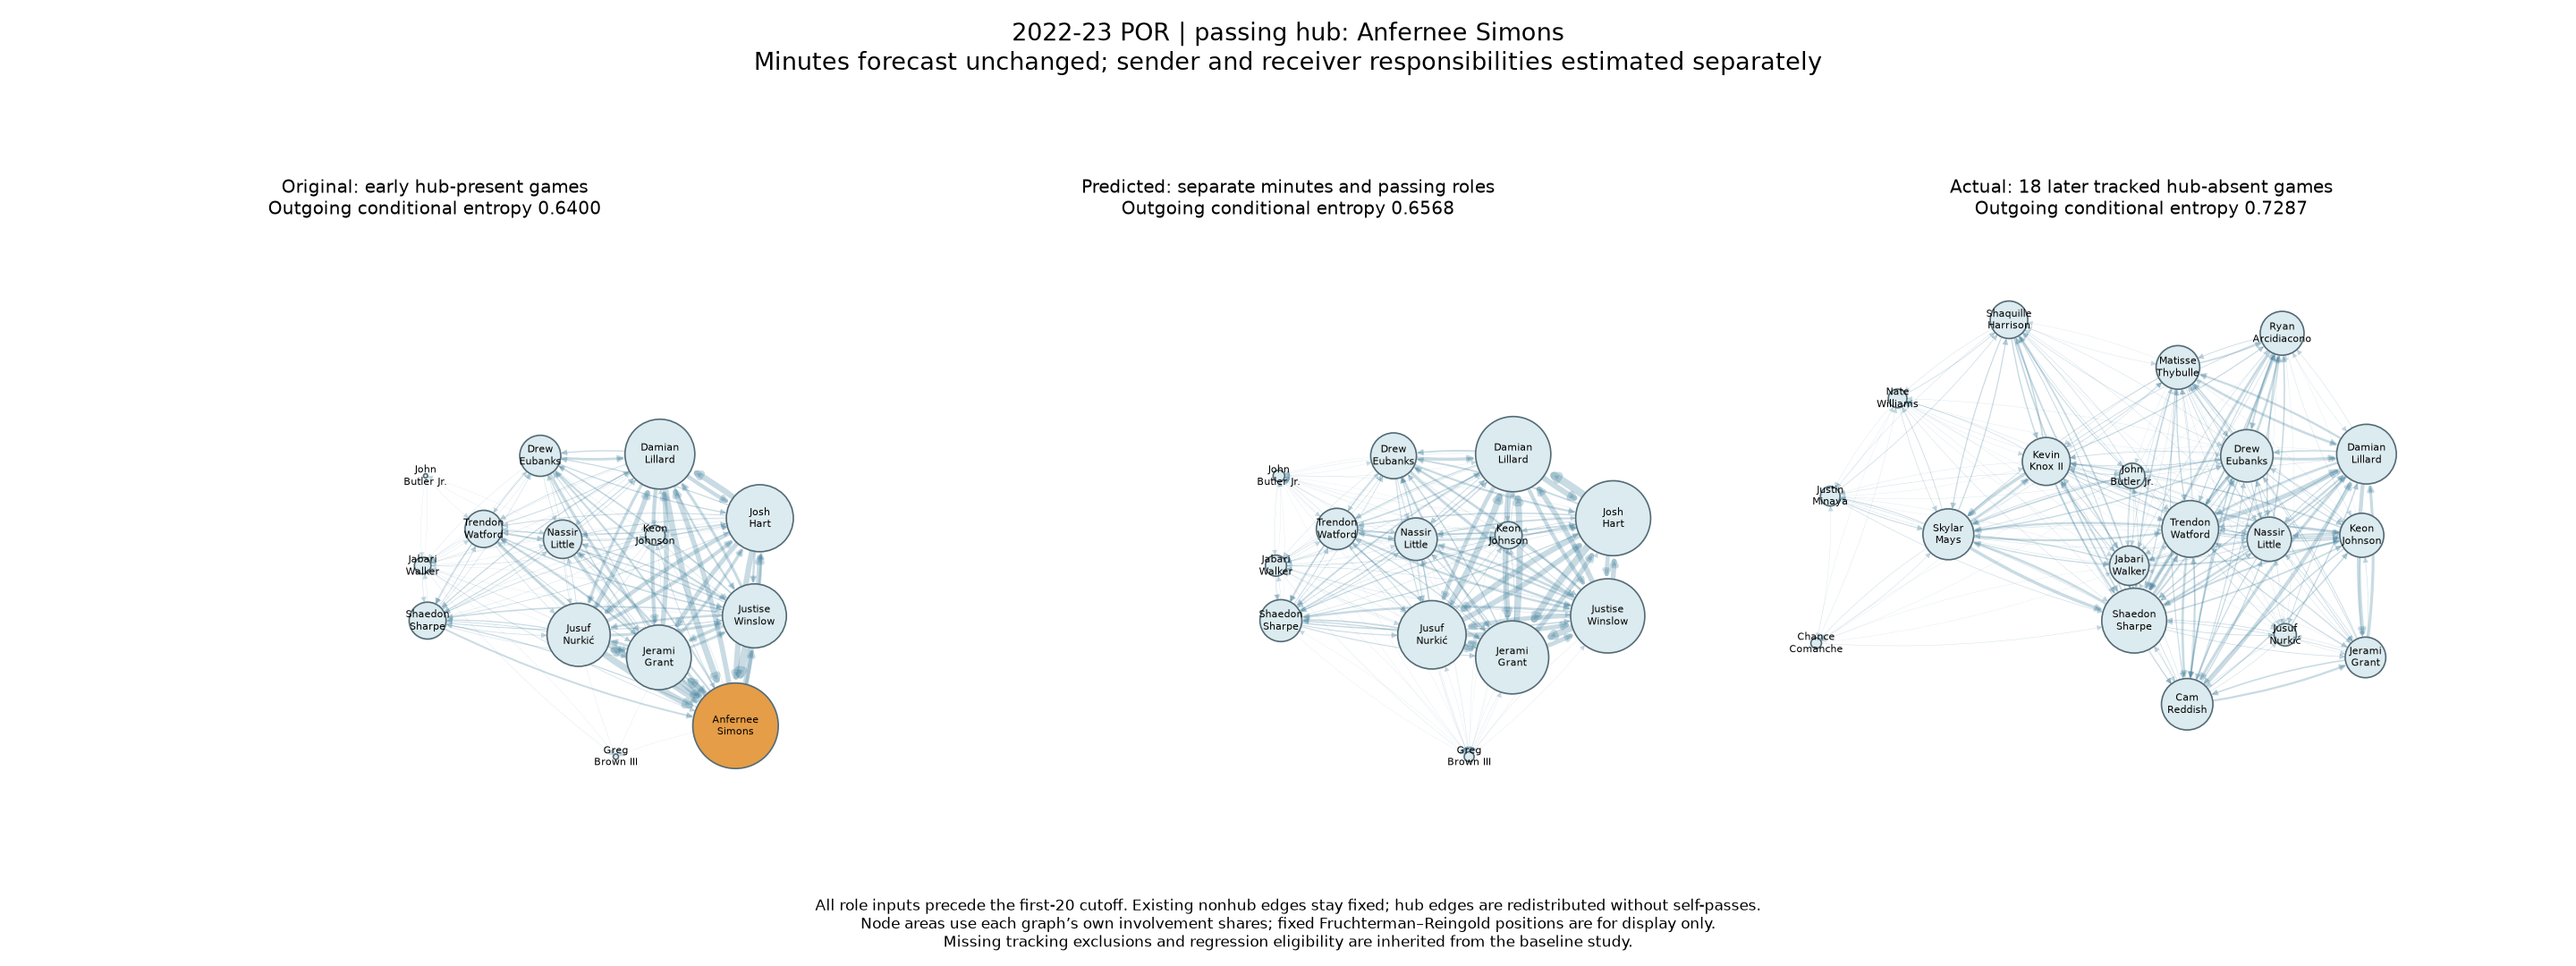 2022-23 POR | passing hub: Anfernee Simons
Minutes forecast unchanged; sender and receiver responsibilities estimated separately
Original: early hub-present games
Outgoing conditional entropy 0.6400
Drew
Eubanks
Damian
Lillard
John
Butler Jr.
Josh
Hart
Trendon
Watford
Nassir
Little
Keon
Johnson
Jabari
Walker
Shaedon
Sharpe
Jusuf
Nurkić
Jerami
Grant
Justise
Winslow
Anfernee
Simons
Greg
Brown III
Predicted: separate minutes and passing roles
Outgoing conditional entropy 0.6568
Drew
Eubanks
Damian
Lillard
John
Butler Jr.
Josh
Hart
Trendon
Watford
Nassir
Little
Keon
Johnson
Jabari
Walker
Shaedon
Sharpe
Jusuf
Nurkić
Jerami
Grant
Justise
Winslow
Greg
Brown III
Actual: 18 later tracked hub-absent games
Outgoing conditional entropy 0.7287
Shaquille
Harrison
Ryan
Arcidiacono
Matisse
Thybulle
Nate
Williams
Kevin
Knox II
John
Butler Jr.
Drew
Eubanks
Damian
Lillard
Justin
Minaya
Skylar
Mays
Trendon
Watford
Nassir
Little
Keon
Johnson
Jabari
Walker
Shaedon
Sharpe
Jusuf
Nurkić
Chance
Comanche
Jerami
Grant
Cam
Reddish
All role inputs precede the first-20 cutoff. Existing nonhub edges stay fixed; hub edges are redistributed without self-passes.
Node areas use each graph’s own involvement shares; fixed Fruchterman–Reingold positions are for display only.
Missing tracking exclusions and regression eligibility are inherited from the baseline study.